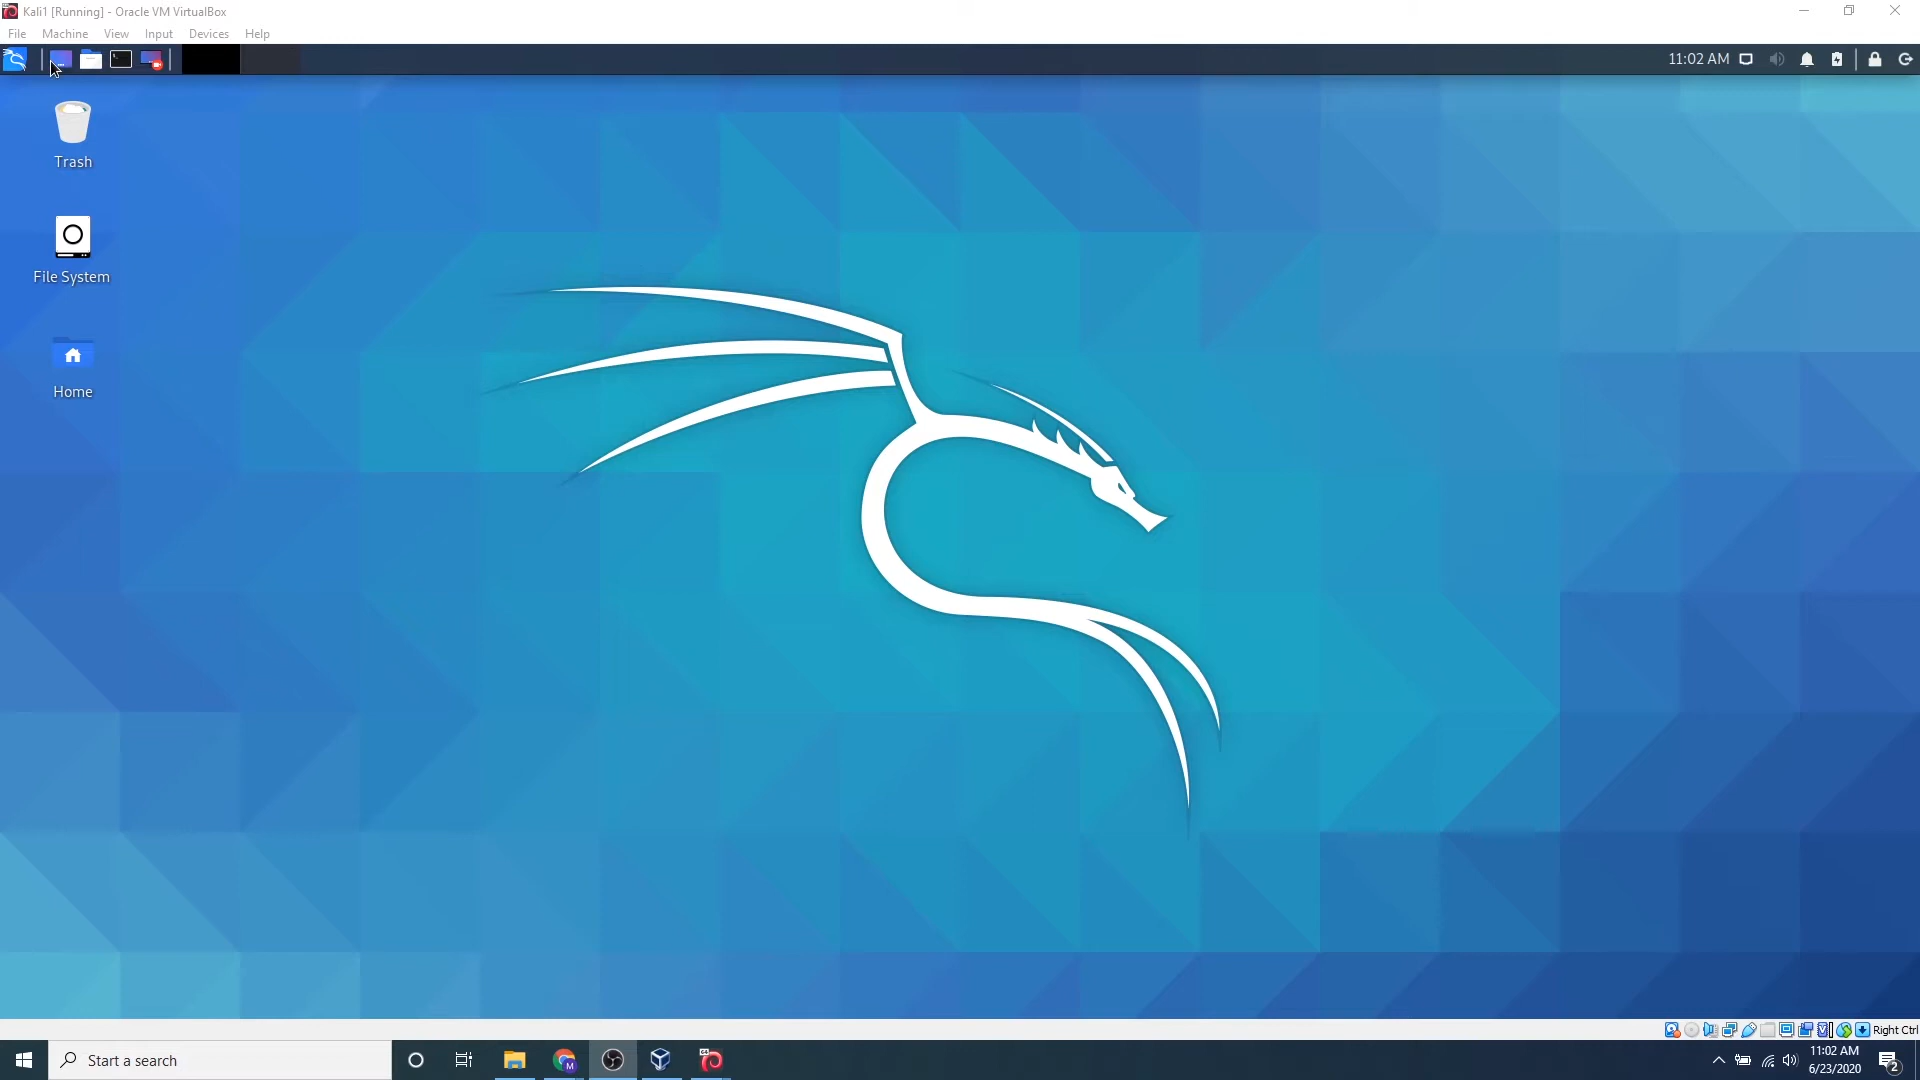 Kali1 [Running] - Oracle VM VirtualBox
File Machine View Input Devices Help
11:02 AM
Trash
File System
Home
Right Ctrl
Start a search
11:02 AM
6/23/2020
2